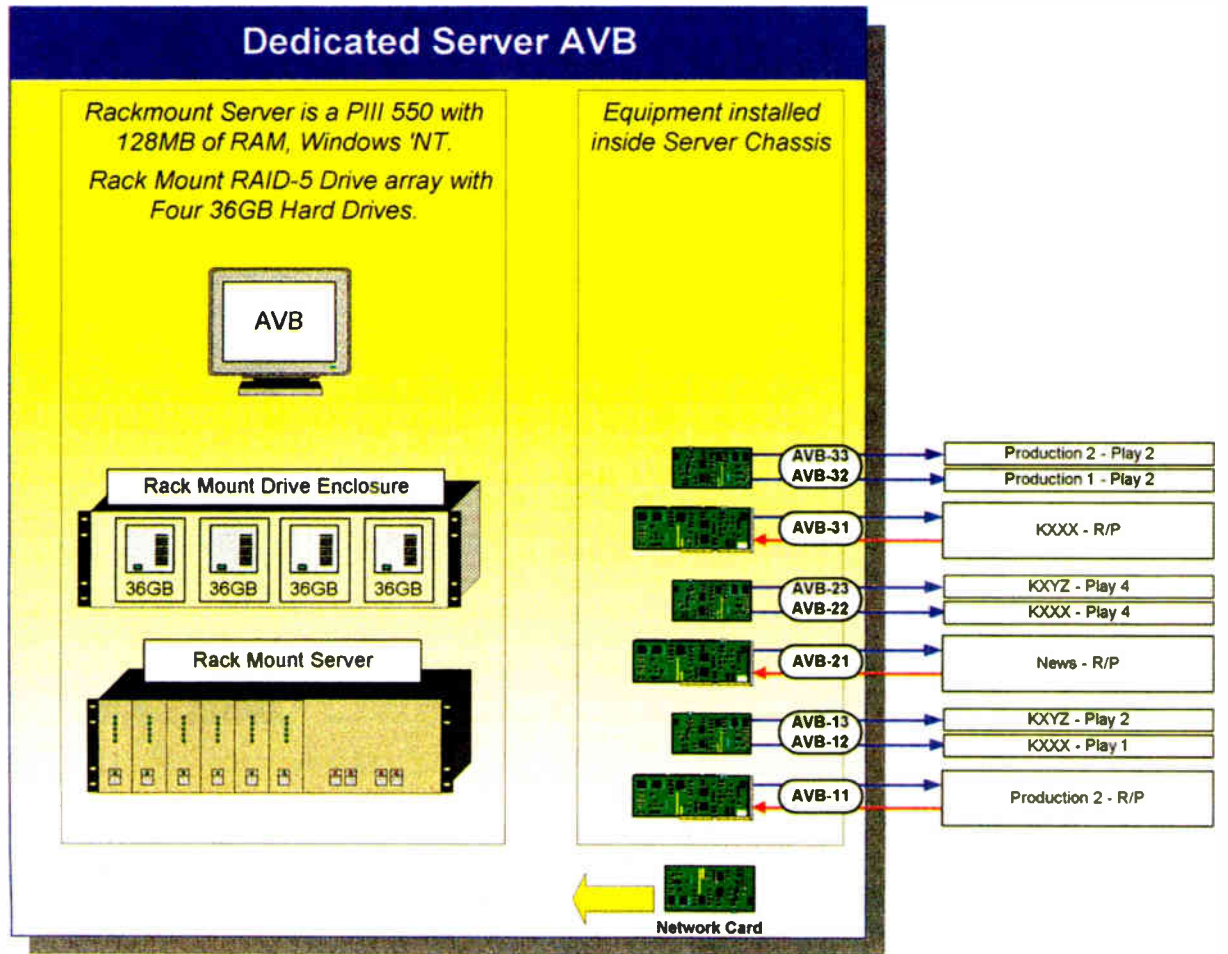 Dedicated Server AVB
Rackmount Server is a PIII 550 with
128MB of RAM, Windows 'NT.
Rack Mount RAID-5 Drive array with
Four 36GB Hard Drives.
AVB
Rack Mount Drive Enclosure
36GB 36GB 36GB 36GB
Rack Mount Server
Equipment installed
inside Server Chassis
AVB-33 Production 2 - Play 2
AVB-32 Production 1 - Play 2
AVB-31 KXXX - R/P
AVB-23 KXYZ - Play 4
AVB-22 KXXX - Play 4
AVB-21 News - R/P
AVB-13 KXYZ - Play 2
AVB-12 KXXX - Play 1
AVB-11 Production 2 - R/P
Network Card